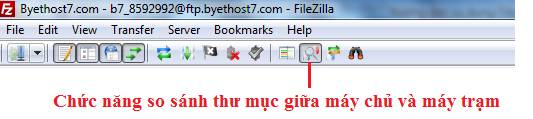 Byethost7.com - b7_8592992@ftp.byethost7.com - FileZilla
File Edit View Transfer Server Bookmarks Help
Chức năng so sánh thư mục giữa máy chủ và máy trạm